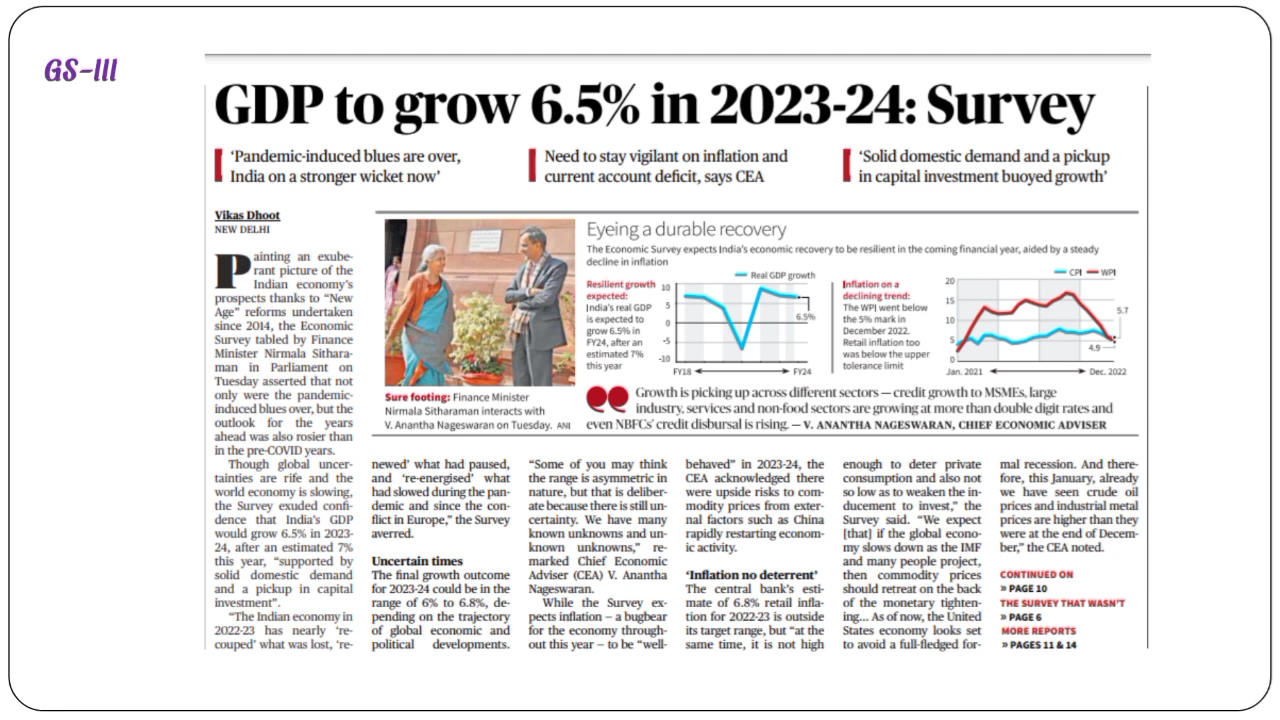 GS-III
GDP to grow 6.5% in 2023-24: Survey
‘Pandemic-induced blues are over,
India on a stronger wicket now’
Need to stay vigilant on inflation and
current account deficit, says CEA
‘Solid domestic demand and a pickup
in capital investment buoyed growth’
Vikas Dhoot
NEW DELHI
Painting an exube-
rant picture of the
Indian economy’s
prospects thanks to “New
Age” reforms undertaken
since 2014, the Economic
Survey tabled by Finance
Minister Nirmala Sithara-
man in Parliament on
Tuesday asserted that not
only were the pandemic-
induced blues over, but the
outlook for the years
ahead was also rosier than
in the pre-COVID years.
Though global uncer-
tainties are rife and the
world economy is slowing,
the Survey exuded confi-
dence that India’s GDP
would grow 6.5% in 2023-
24, after an estimated 7%
this year, “supported by
solid domestic demand
and a pickup in capital
investment”.
“The Indian economy in
2022-23 has nearly ‘re-
couped’ what was lost, ‘re-
Sure footing: Finance Minister
Nirmala Sitharaman interacts with
V. Anantha Nageswaran on Tuesday. ANI
Eyeing a durable recovery
The Economic Survey expects India’s economic recovery to be resilient in the coming financial year, aided by a steady
decline in inflation
Resilient growth
expected:
India’s real GDP
is expected to
grow 6.5% in
FY24, after an
estimated 7%
this year
Real GDP growth
10
5
0
-5
-10
6.5%
FY18
FY24
Inflation on a
declining trend:
The WPI went below
the 5% mark in
December 2022.
Retail inflation too
was below the upper
tolerance limit
CPI WPI
20
15
10
5
0
5.7
4.9
Jan. 2021
Dec. 2022
Growth is picking up across different sectors — credit growth to MSMEs, large
industry, services and non-food sectors are growing at more than double digit rates and
even NBFCs’ credit disbursal is rising. — V. ANANTHA NAGESWARAN, CHIEF ECONOMIC ADVISER
newed’ what had paused,
and ‘re-energised’ what
had slowed during the pan-
demic and since the con-
flict in Europe,” the Survey
averred.
Uncertain times
The final growth outcome
for 2023-24 could be in the
range of 6% to 6.8%, de-
pending on the trajectory
of global economic and
political developments.
“Some of you may think
the range is asymmetric in
nature, but that is deliber-
ate because there is still un-
certainty. We have many
known unknowns and un-
known unknowns,” re-
marked Chief Economic
Adviser (CEA) V. Anantha
Nageswaran.
While the Survey ex-
pects inflation – a bugbear
for the economy through-
out this year – to be “well-
behaved” in 2023-24, the
CEA acknowledged there
were upside risks to com-
modity prices from exter-
nal factors such as China
rapidly restarting econom-
ic activity.
‘Inflation no deterrent’
The central bank’s esti-
mate of 6.8% retail infla-
tion for 2022-23 is outside
its target range, but “at the
same time, it is not high
enough to deter private
consumption and also not
so low as to weaken the in-
ducement to invest,” the
Survey said. “We expect
[that] if the global econo-
my slows down as the IMF
and many people project,
then commodity prices
should retreat on the back
of the monetary tighten-
ing... As of now, the United
States economy looks set
to avoid a full-fledged for-
mal recession. And there-
fore, this January, already
we have seen crude oil
prices and industrial metal
prices are higher than they
were at the end of Decem-
ber,” the CEA noted.
CONTINUED ON
» PAGE 10
THE SURVEY THAT WASN’T
» PAGE 6
MORE REPORTS
» PAGES 11 & 14